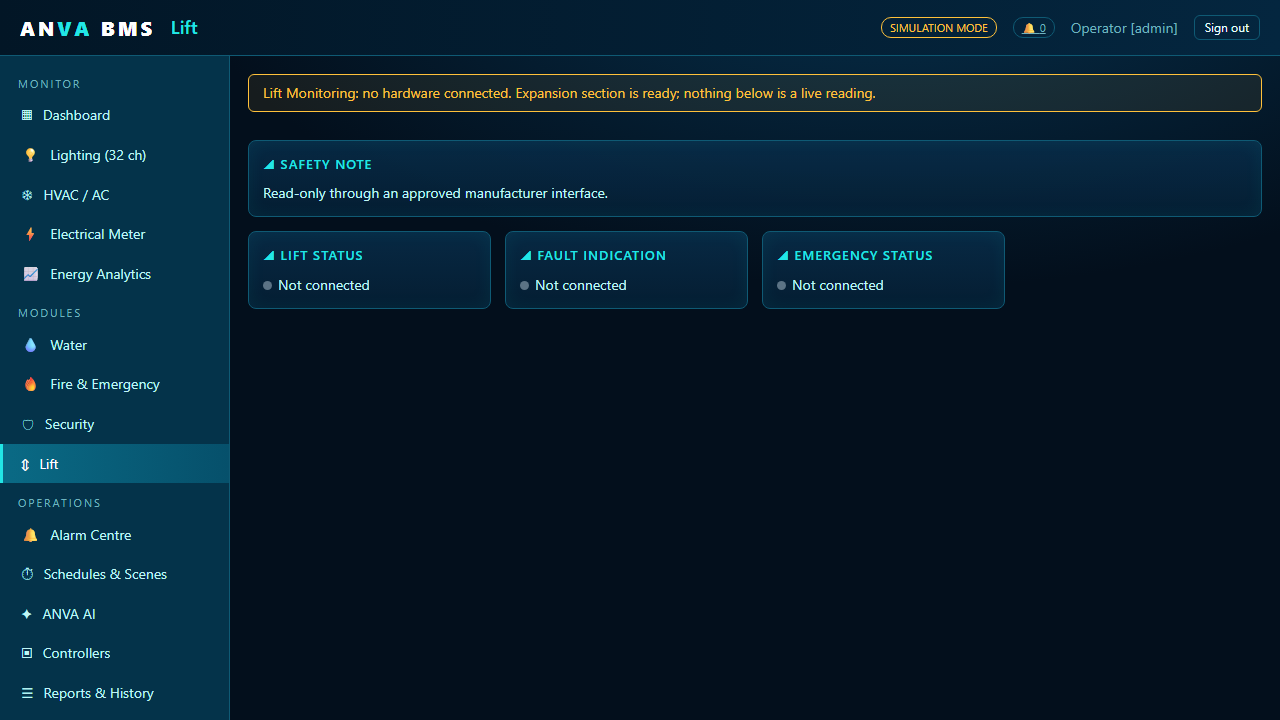 ANVA BMS Lift
SIMULATION MODE
0
Operator [admin]
Sign out
MONITOR
Dashboard
Lighting (32 ch)
HVAC / AC
Electrical Meter
Energy Analytics
MODULES
Water
Fire & Emergency
Security
Lift
OPERATIONS
Alarm Centre
Schedules & Scenes
ANVA AI
Controllers
Reports & History
Lift Monitoring: no hardware connected. Expansion section is ready; nothing below is a live reading.
SAFETY NOTE
Read-only through an approved manufacturer interface.
LIFT STATUS
Not connected
FAULT INDICATION
Not connected
EMERGENCY STATUS
Not connected